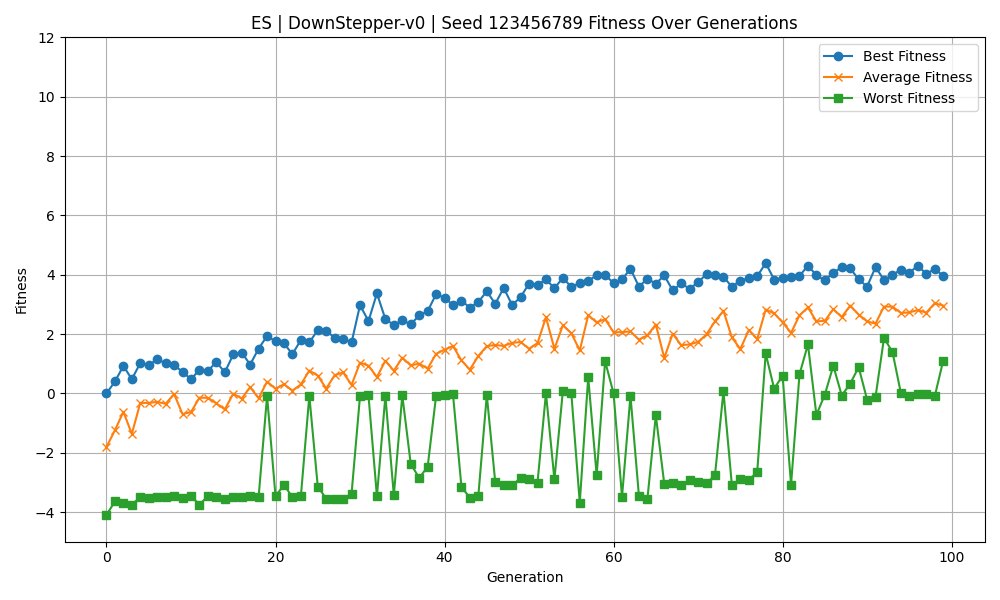 ES | DownStepper-v0 | Seed 123456789 Fitness Over Generations
Best Fitness
Average Fitness
Worst Fitness
Fitness
12
10
8
6
4
2
0
−2
−4
0 20 40 60 80 100
Generation